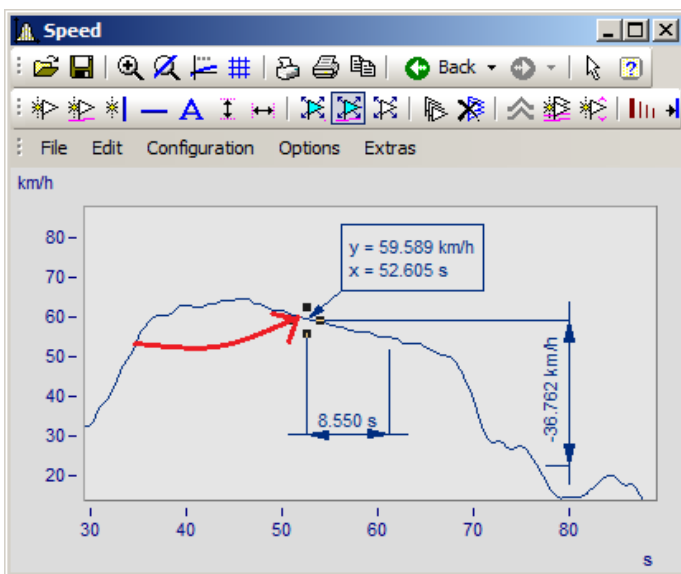 Speed
Back
File Edit Configuration Options Extras
km/h
80
y = 59.589 km/h
x = 52.605 s
70
60
50
40
-36.762 km/h
8.550 s
30
20
30 40 50 60 70 80
s